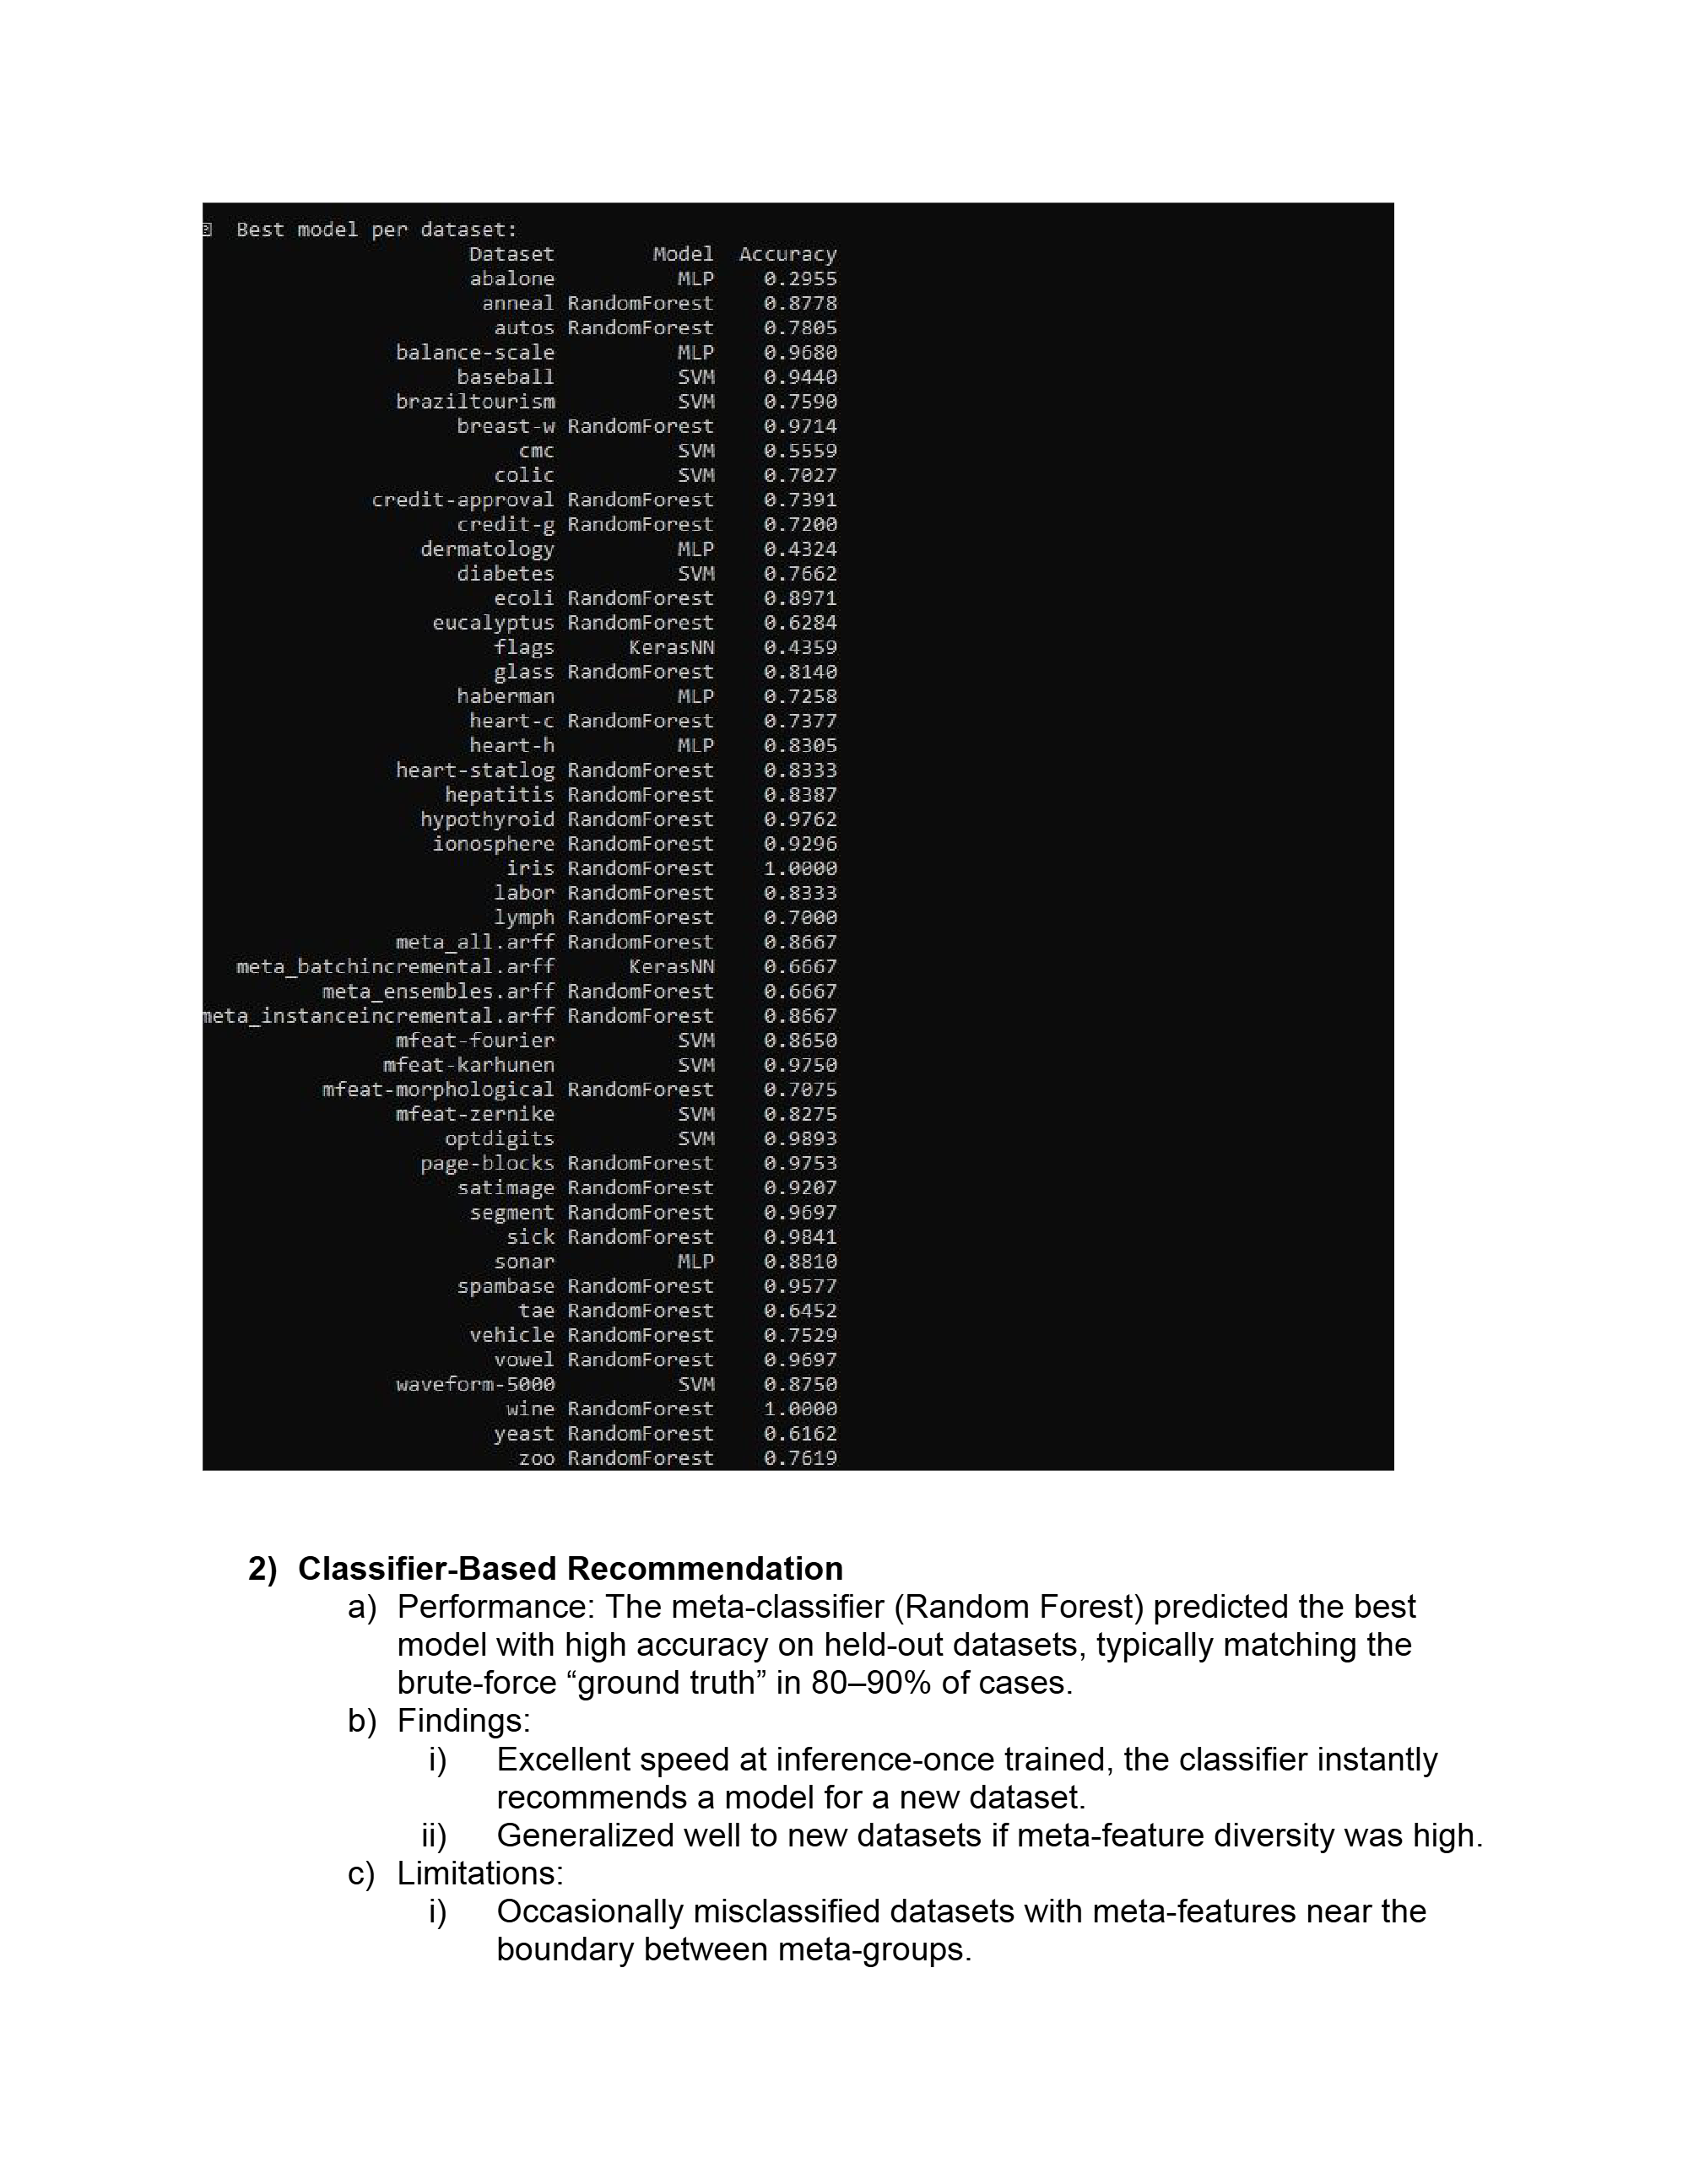 Best model per dataset:
Dataset Model Accuracy
abalone MLP 0.2955
anneal RandomForest 0.8778
autos RandomForest 0.7805
balance-scale MLP 0.9680
baseball SVM 0.9440
braziltourism SVM 0.7590
breast-w RandomForest 0.9714
cmc SVM 0.5559
colic SVM 0.7027
credit-approval RandomForest 0.7391
credit-g RandomForest 0.7200
dermatology MLP 0.4324
diabetes SVM 0.7662
ecoli RandomForest 0.8971
eucalyptus RandomForest 0.6284
flags KerasNN 0.4359
glass RandomForest 0.8140
haberman MLP 0.7258
heart-c RandomForest 0.7377
heart-h MLP 0.8305
heart-statlog RandomForest 0.8333
hepatitis RandomForest 0.8387
hypothyroid RandomForest 0.9762
ionosphere RandomForest 0.9296
iris RandomForest 1.0000
labor RandomForest 0.8333
lymph RandomForest 0.7000
meta_all.arff RandomForest 0.8667
meta_batchincremental.arff KerasNN 0.6667
meta_ensembles.arff RandomForest 0.6667
meta_instanceincremental.arff RandomForest 0.8667
mfeat-fourier SVM 0.8650
mfeat-karhunen SVM 0.9750
mfeat-morphological RandomForest 0.7075
mfeat-zernike SVM 0.8275
optdigits SVM 0.9893
page-blocks RandomForest 0.9753
satimage RandomForest 0.9207
segment RandomForest 0.9697
sick RandomForest 0.9841
sonar MLP 0.8810
spambase RandomForest 0.9577
tae RandomForest 0.6452
vehicle RandomForest 0.7529
vowel RandomForest 0.9697
waveform-5000 SVM 0.8750
wine RandomForest 1.0000
yeast RandomForest 0.6162
zoo RandomForest 0.7619
2) Classifier-Based Recommendation
a) Performance: The meta-classifier (Random Forest) predicted the best
model with high accuracy on held-out datasets, typically matching the
brute-force “ground truth” in 80–90% of cases.
b) Findings:
i) Excellent speed at inference-once trained, the classifier instantly
recommends a model for a new dataset.
ii) Generalized well to new datasets if meta-feature diversity was high.
c) Limitations:
i) Occasionally misclassified datasets with meta-features near the
boundary between meta-groups.